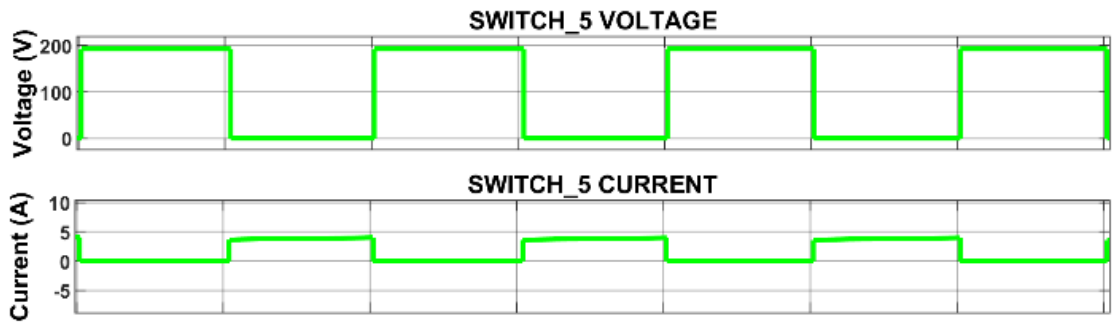 SWITCH_5 VOLTAGE
Voltage (V)
200
100
0
SWITCH_5 CURRENT
Current (A)
10
5
0
-5